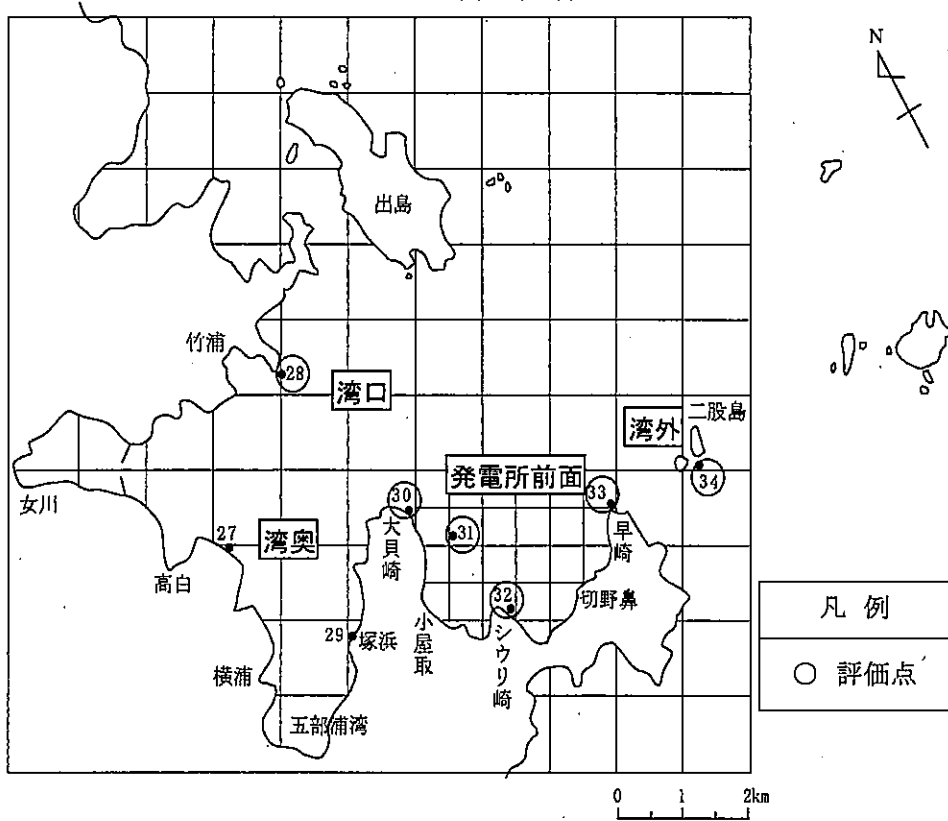 N
出島
竹浦
28
湾口
湾外
二股島
発電所前面
女川
27
湾奥
30
大貝崎
31
33
早崎
34
高白
29
塚浜
小屋取
32
シウリ崎
切野鼻
横浦
五部浦湾
凡例
○ 評価点
0 1 2km